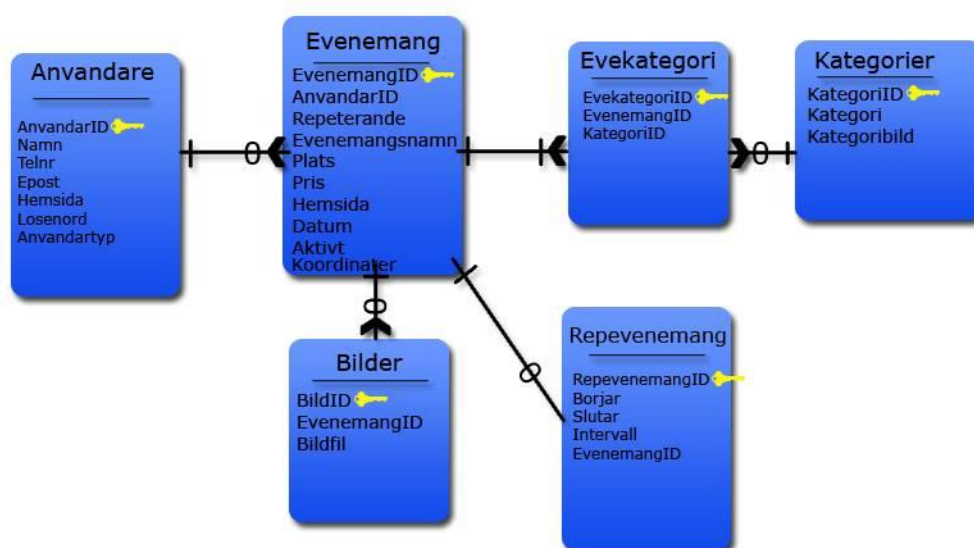 Anvandare
AnvandarID
Namn
Telnr
Epost
Hemsida
Losenord
Anvandartyp
Evenemang
EvenemangID
AnvandarID
Repeterande
Evenemangsnamn
Plats
Pris
Hemsida
Datum
Aktivt
Koordinater
Evekategori
EvekategoriID
EvenemangID
KategoriID
Kategorier
KategoriID
Kategori
Kategoribild
Bilder
BildID
EvenemangID
Bildfil
Repevenemang
RepevenemangID
Borjar
Slutar
Intervall
EvenemangID